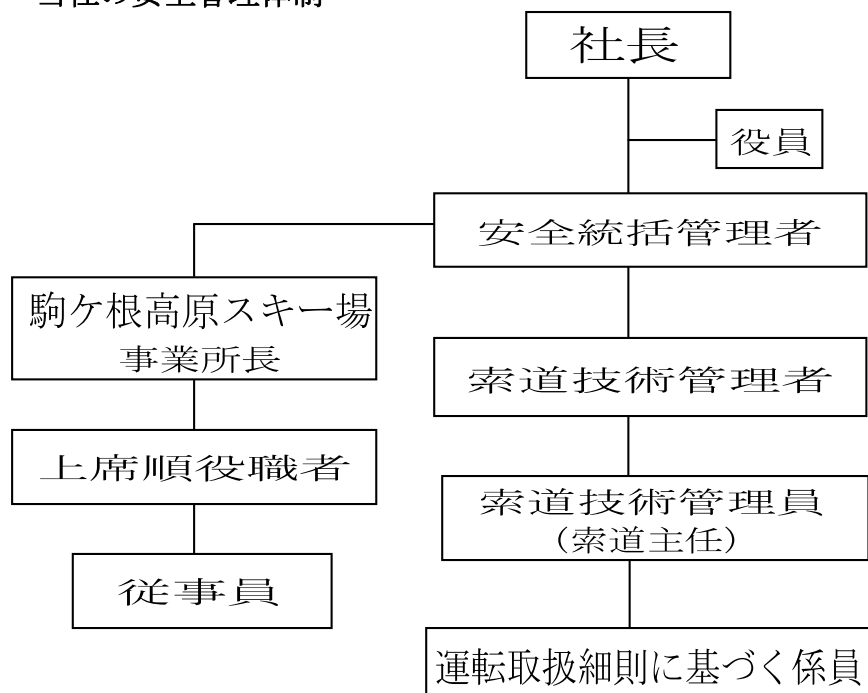 社長
役員
安全統括管理者
駒ケ根高原スキー場
事業所長
索道技術管理者
上席順役職者
索道技術管理員
（索道主任）
従事員
運転取扱細則に基づく係員